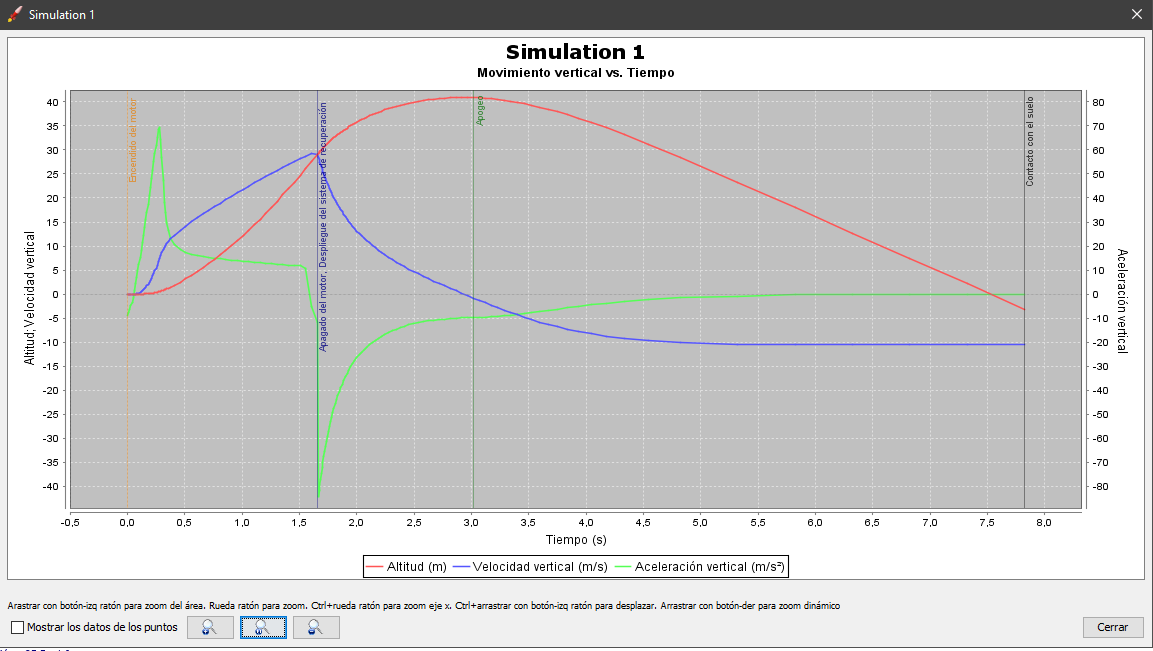 Simulation 1
Simulation 1
Movimiento vertical vs. Tiempo
Altitud;Velocidad vertical
40
35
30
25
20
15
10
5
0
-5
-10
-15
-20
-25
-30
-35
-40
Encendido del motor
Apagado del motor, Despliegue del sistema de recuperación
Apogeo
Contacto con el suelo
80
70
60
50
40
30
20
10
0
-10
-20
-30
-40
-50
-60
-70
-80
Aceleración vertical
-0,5 0,0 0,5 1,0 1,5 2,0 2,5 3,0 3,5 4,0 4,5 5,0 5,5 6,0 6,5 7,0 7,5 8,0
Tiempo (s)
Altitud (m) Velocidad vertical (m/s) Aceleración vertical (m/s²)
Arastrar con botón-izq ratón para zoom del área. Rueda ratón para zoom. Ctrl+rueda ratón para zoom eje x. Ctrl+arrastrar con botón-izq ratón para desplazar. Arrastrar con botón-der para zoom dinámico
Mostrar los datos de los puntos
Cerrar